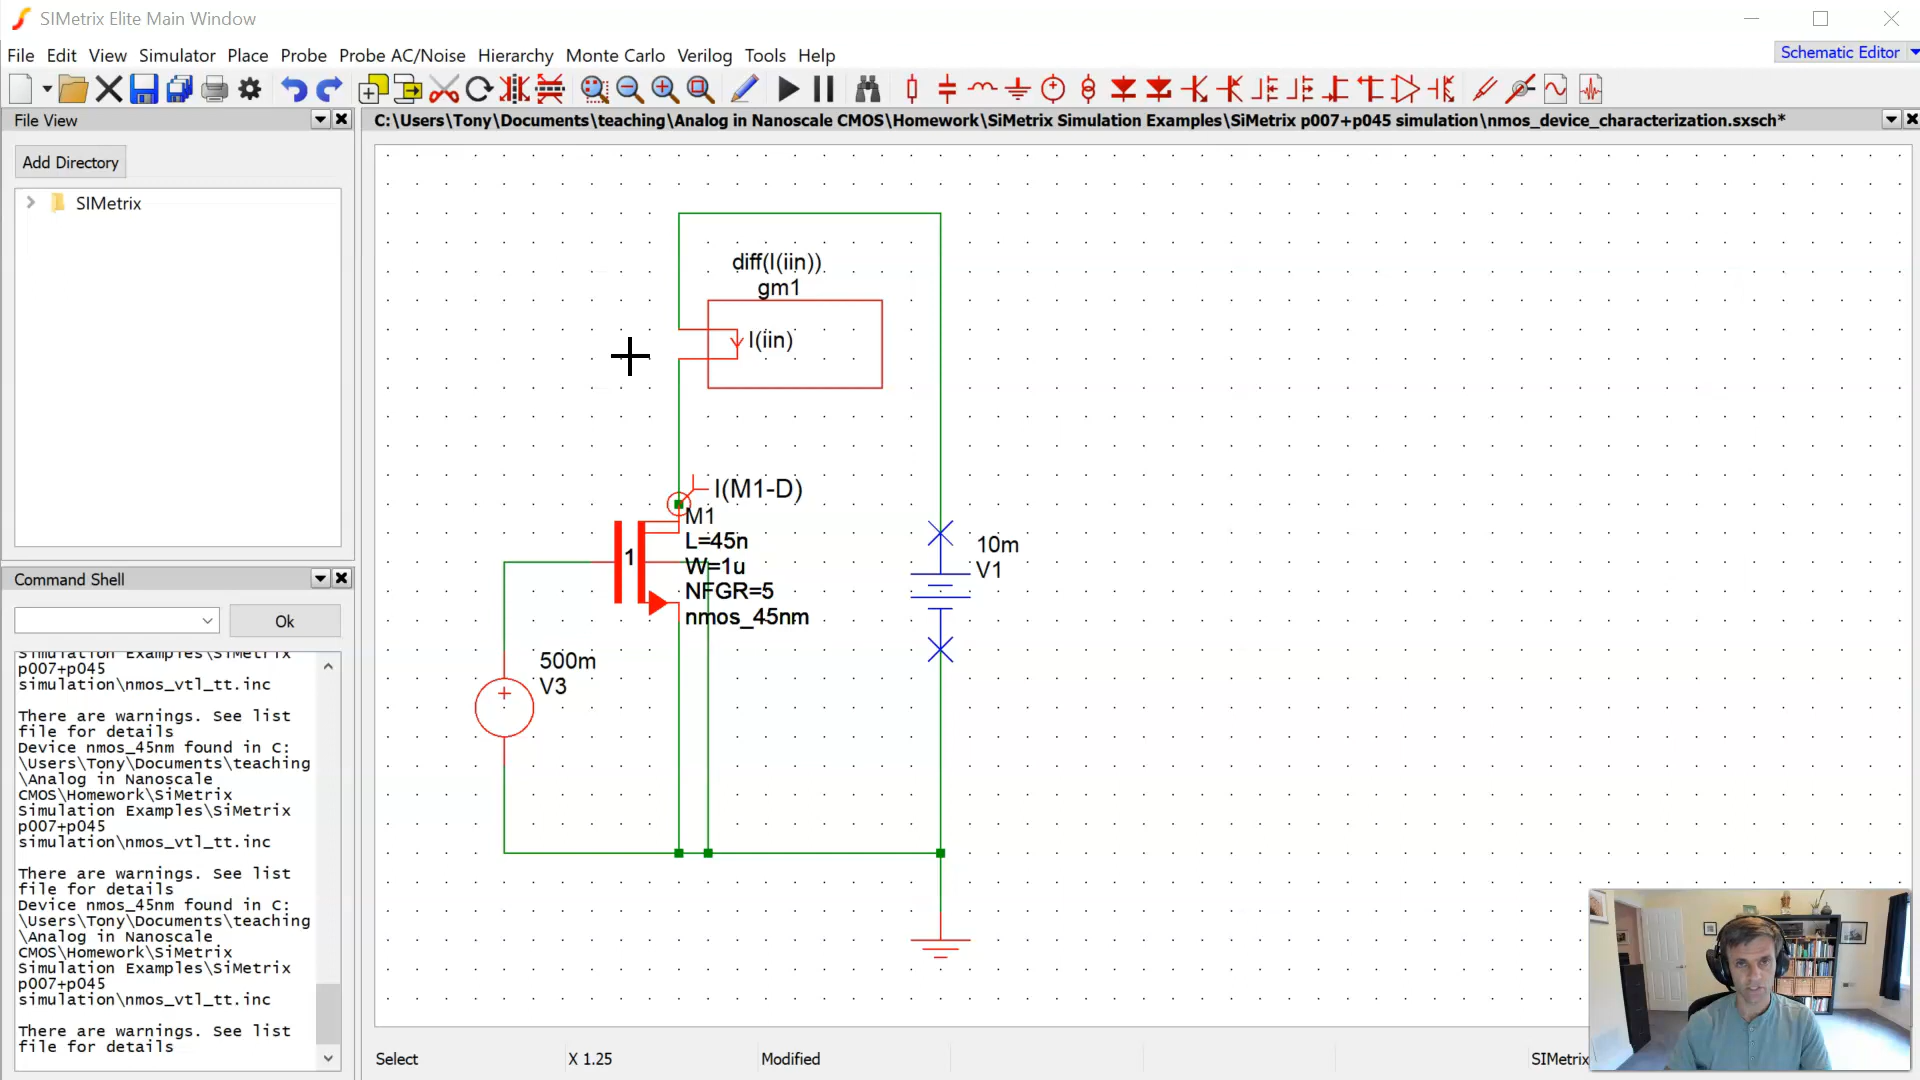 SIMetrix Elite Main Window
File Edit View Simulator Place Probe Probe AC/Noise Hierarchy Monte Carlo Verilog Tools Help
Schematic Editor
File View
C:\Users\Tony\Documents\teaching\Analog in Nanoscale CMOS\Homework\SiMetrix Simulation Examples\SiMetrix p007+p045 simulation\nmos_device_characterization.sxsch*
Add Directory
SIMetrix
diff(I(iin))
gm1
I(iin)
I(M1-D)
M1
L=45n
W=1u
NFGR=5
nmos_45nm
1
10m
V1
500m
V3
Command Shell
Ok
Simulation Examples\SiMetrix
p007+p045
simulation\nmos_vtl_tt.inc
There are warnings. See list
file for details
Device nmos_45nm found in C:
\Users\Tony\Documents\teaching
\Analog in Nanoscale
CMOS\Homework\SiMetrix
Simulation Examples\SiMetrix
p007+p045
simulation\nmos_vtl_tt.inc
There are warnings. See list
file for details
Device nmos_45nm found in C:
\Users\Tony\Documents\teaching
\Analog in Nanoscale
CMOS\Homework\SiMetrix
Simulation Examples\SiMetrix
p007+p045
simulation\nmos_vtl_tt.inc
There are warnings. See list
file for details
Select
X 1.25
Modified
SIMetrix